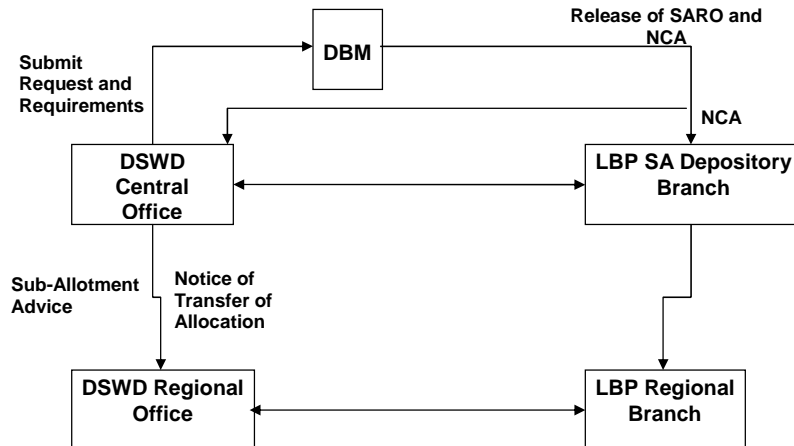 Release of SARO and
NCA
DBM
Submit
Request and
Requirements
NCA
DSWD
Central
Office
LBP SA Depository
Branch
Sub-Allotment
Advice
Notice of
Transfer of
Allocation
DSWD Regional
Office
LBP Regional
Branch